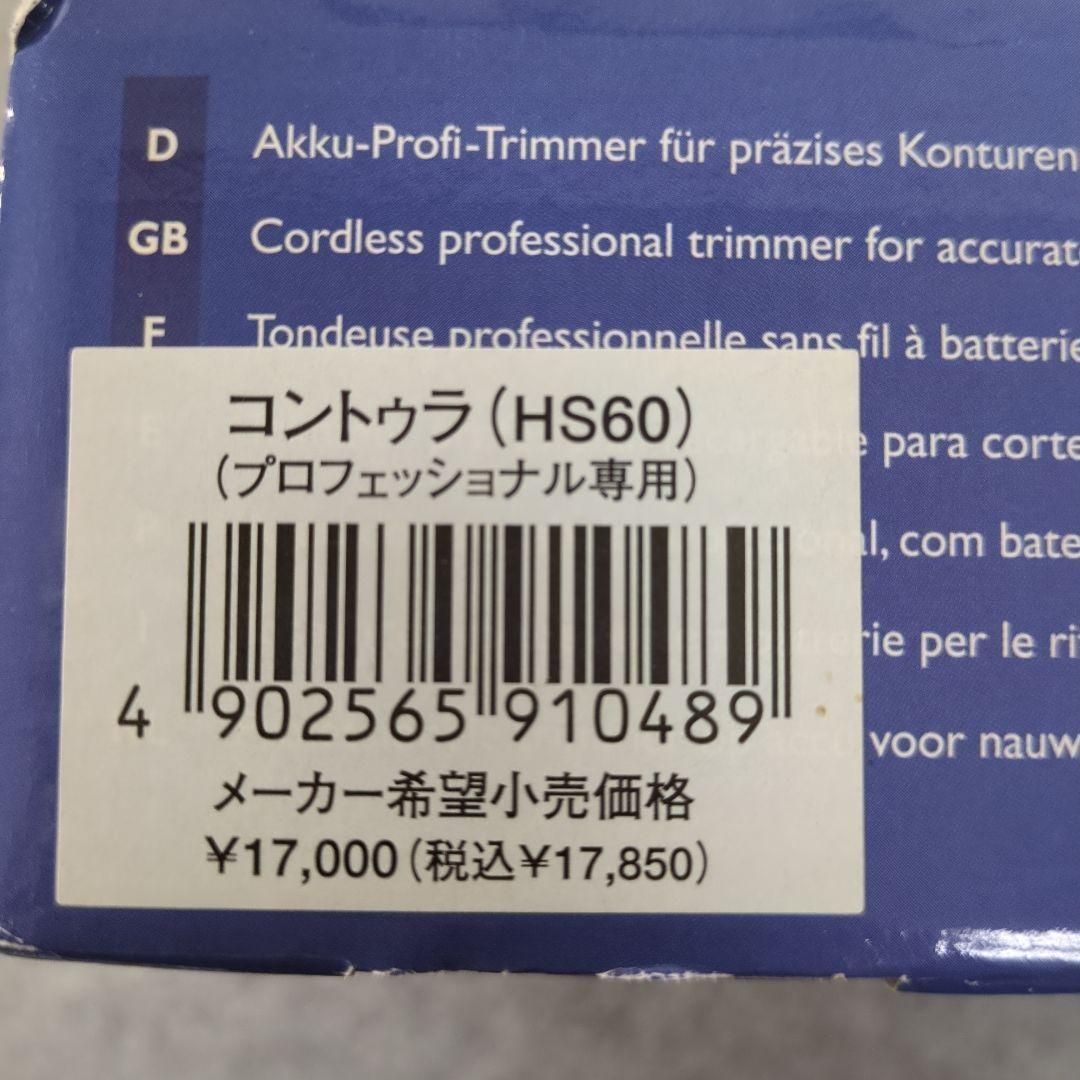 D Akku-Profi-Trimmer für präzises Konturen
GB Cordless professional trimmer for accurat
F Tondeuse professionnelle sans fil à batterie
コントゥラ(HS60)
(プロフェッショナル専用)
para corte
l, com bate
rie per le
voor nauw
4 902565 910489
メーカー希望小売価格
¥17,000(税込¥17,850)